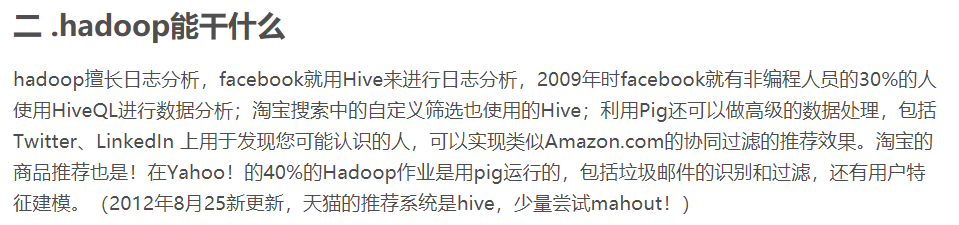 二 .hadoop能干什么
hadoop擅长日志分析，facebook就用Hive来进行日志分析，2009年时facebook就有非编程人员的30%的人
使用HiveQL进行数据分析；淘宝搜索中的自定义筛选也使用的Hive；利用Pig还可以做高级的数据处理，包括
Twitter、LinkedIn 上用于发现您可能认识的人，可以实现类似Amazon.com的协同过滤的推荐效果。淘宝的
商品推荐也是！在Yahoo！的40%的Hadoop作业是用pig运行的，包括垃圾邮件的识别和过滤，还有用户特
征建模。（2012年8月25新更新，天猫的推荐系统是hive，少量尝试mahout！）